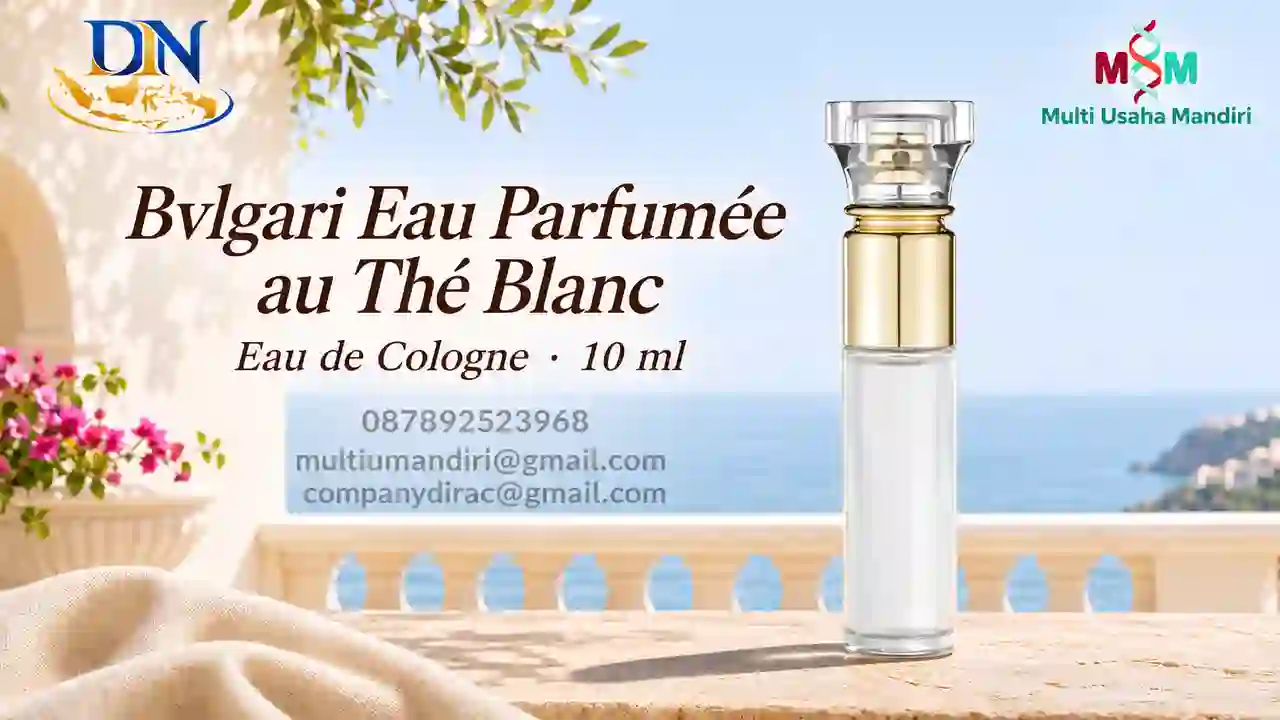 DN
MM
Multi Usaha Mandiri
Bvlgari Eau Parfumée
au Thé Blanc
Eau de Cologne · 10 ml
087892523968
multiumandiri@gmail.com
companydirac@gmail.com